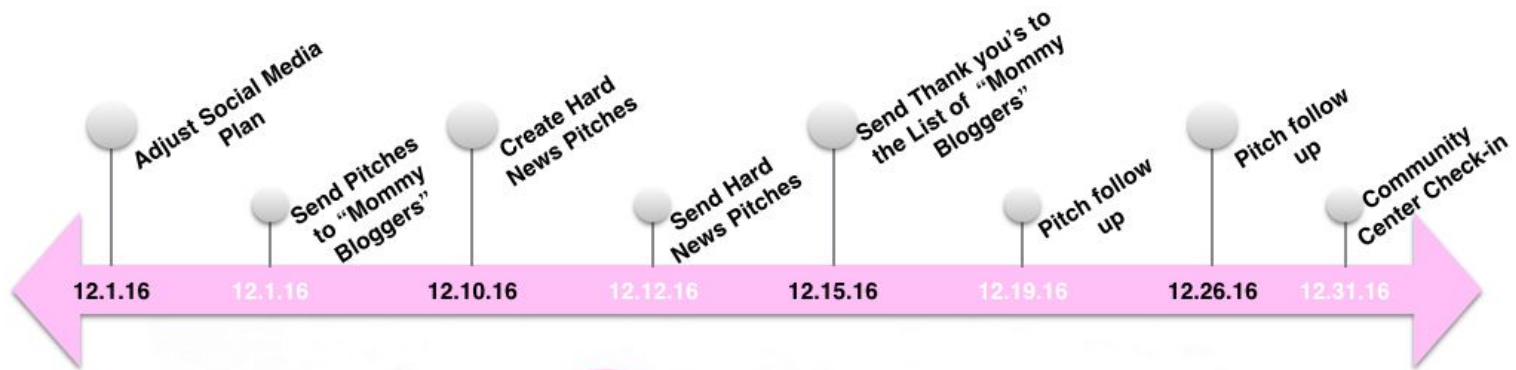 Adjust Social Media
Plan
Send Pitches
to “Mommy
Bloggers”
Create Hard
News Pitches
Send Hard
News Pitches
Send Thank you’s to
the List of “Mommy
Bloggers”
Pitch follow
up
Pitch follow
up
Community
Center Check-in
12.1.16
12.1.16
12.10.16
12.12.16
12.15.16
12.19.16
12.26.16
12.31.16